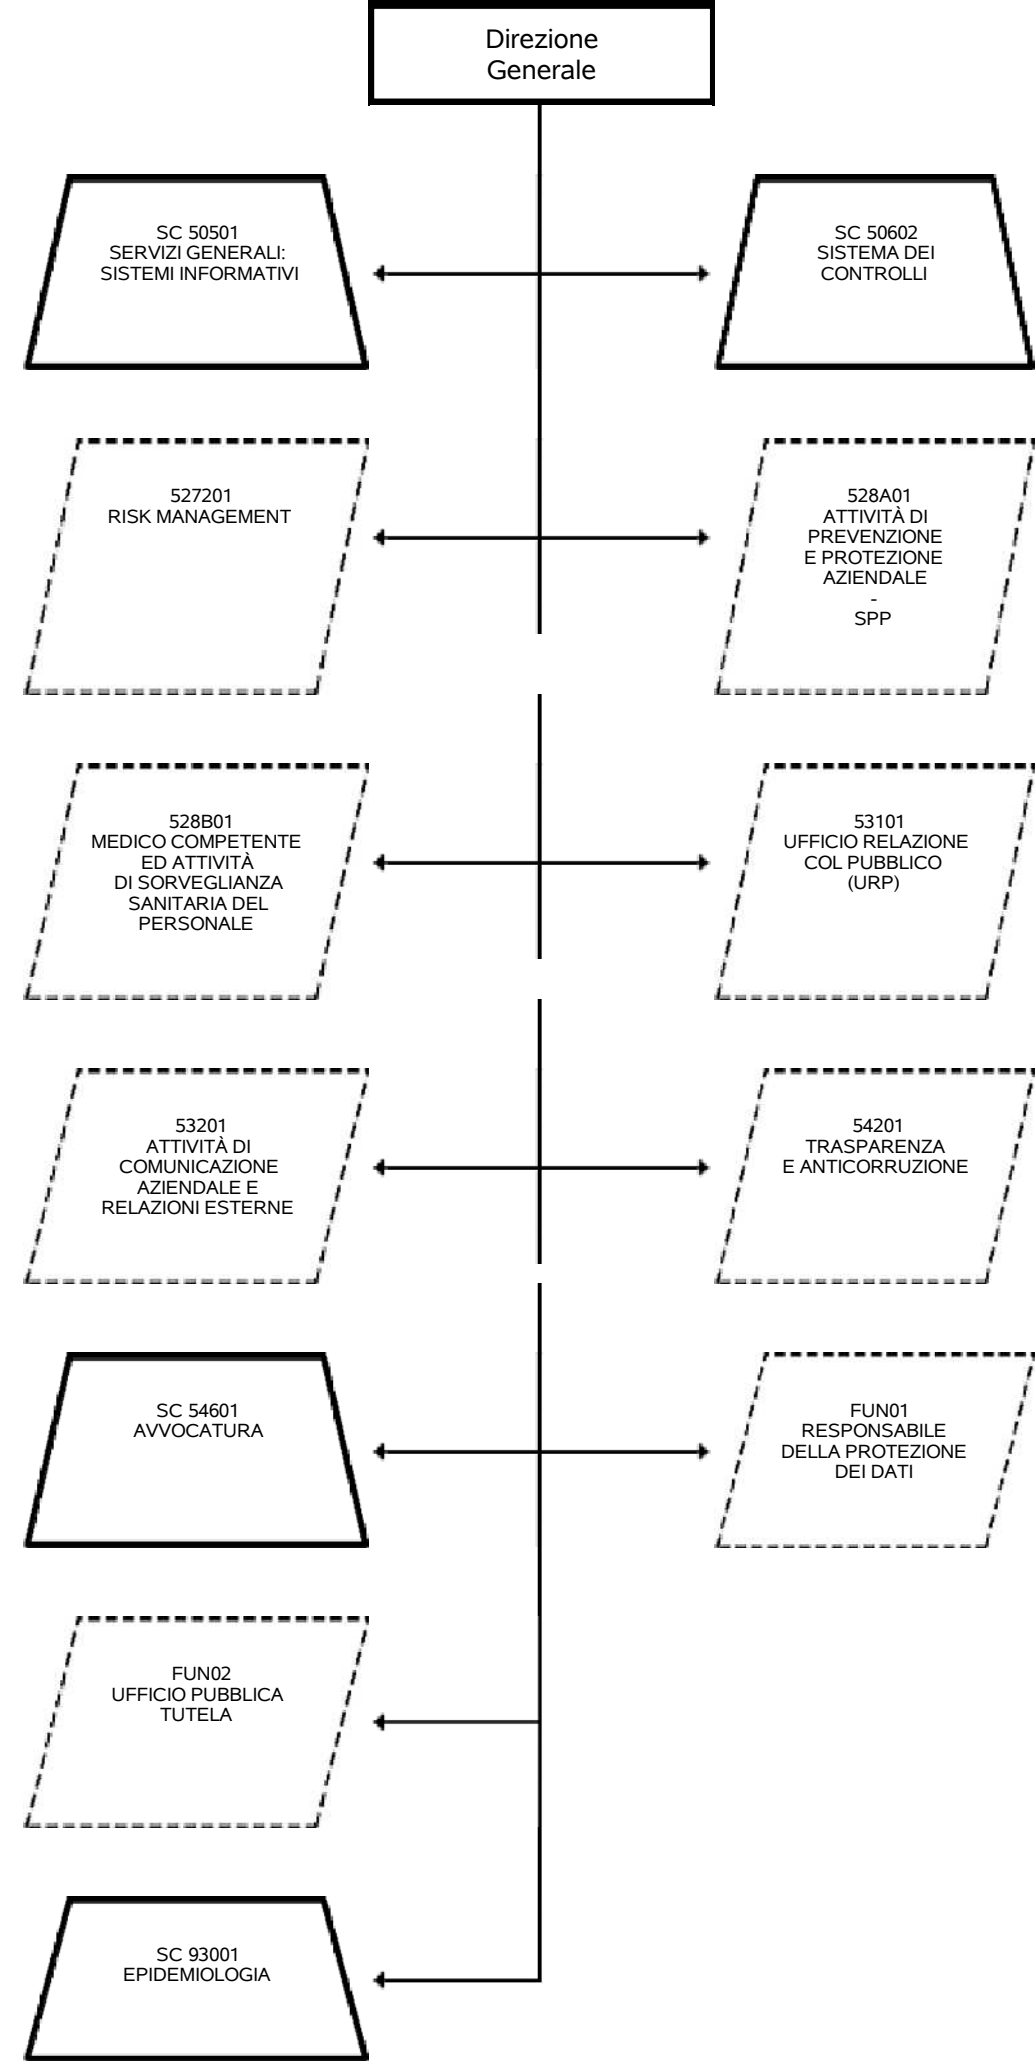 Direzione
Generale
SC 50501
SERVIZI GENERALI:
SISTEMI INFORMATIVI
SC 50602
SISTEMA DEI
CONTROLLI
527201
RISK MANAGEMENT
528A01
ATTIVITÀ DI
PREVENZIONE
E PROTEZIONE
AZIENDALE
-
SPP
528B01
MEDICO COMPETENTE
ED ATTIVITÀ
DI SORVEGLIANZA
SANITARIA DEL
PERSONALE
53101
UFFICIO RELAZIONE
COL PUBBLICO
(URP)
53201
ATTIVITÀ DI
COMUNICAZIONE
AZIENDALE E
RELAZIONI ESTERNE
54201
TRASPARENZA
E ANTICORRUZIONE
SC 54601
AVVOCATURA
FUN01
RESPONSABILE
DELLA PROTEZIONE
DEI DATI
FUN02
UFFICIO PUBBLICA
TUTELA
SC 93001
EPIDEMIOLOGIA